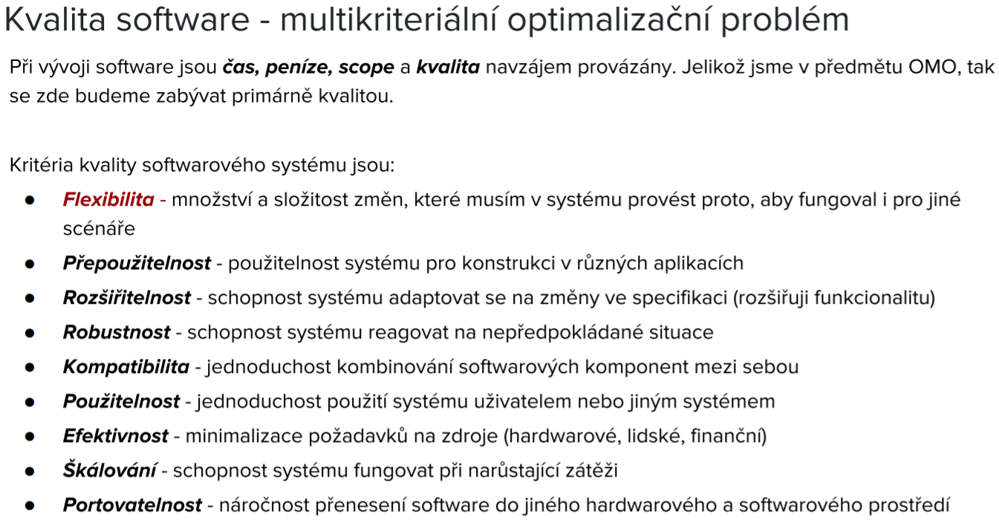 Kvalita software - multikriteriální optimalizační problém
Při vývoji software jsou čas, peníze, scope a kvalita navzájem provázány. Jelikož jsme v předmětu OMO, tak
se zde budeme zabývat primárně kvalitou.
Kritéria kvality softwarového systému jsou:
● Flexibilita - množství a složitost změn, které musím v systému provést proto, aby fungoval i pro jiné
scénáře
● Přepoužitelnost - použitelnost systému pro konstrukci v různých aplikacích
● Rozšiřitelnost - schopnost systému adaptovat se na změny ve specifikaci (rozšiřuji funkcionalitu)
● Robustnost - schopnost systému reagovat na nepředpokládané situace
● Kompatibilita - jednoduchost kombinování softwarových komponent mezi sebou
● Použitelnost - jednoduchost použití systému uživatelem nebo jiným systémem
● Efektivnost - minimalizace požadavků na zdroje (hardwarové, lidské, finanční)
● Škálování - schopnost systému fungovat při narůstající zátěži
● Portovatelnost - náročnost přenesení software do jiného hardwarového a softwarového prostředí